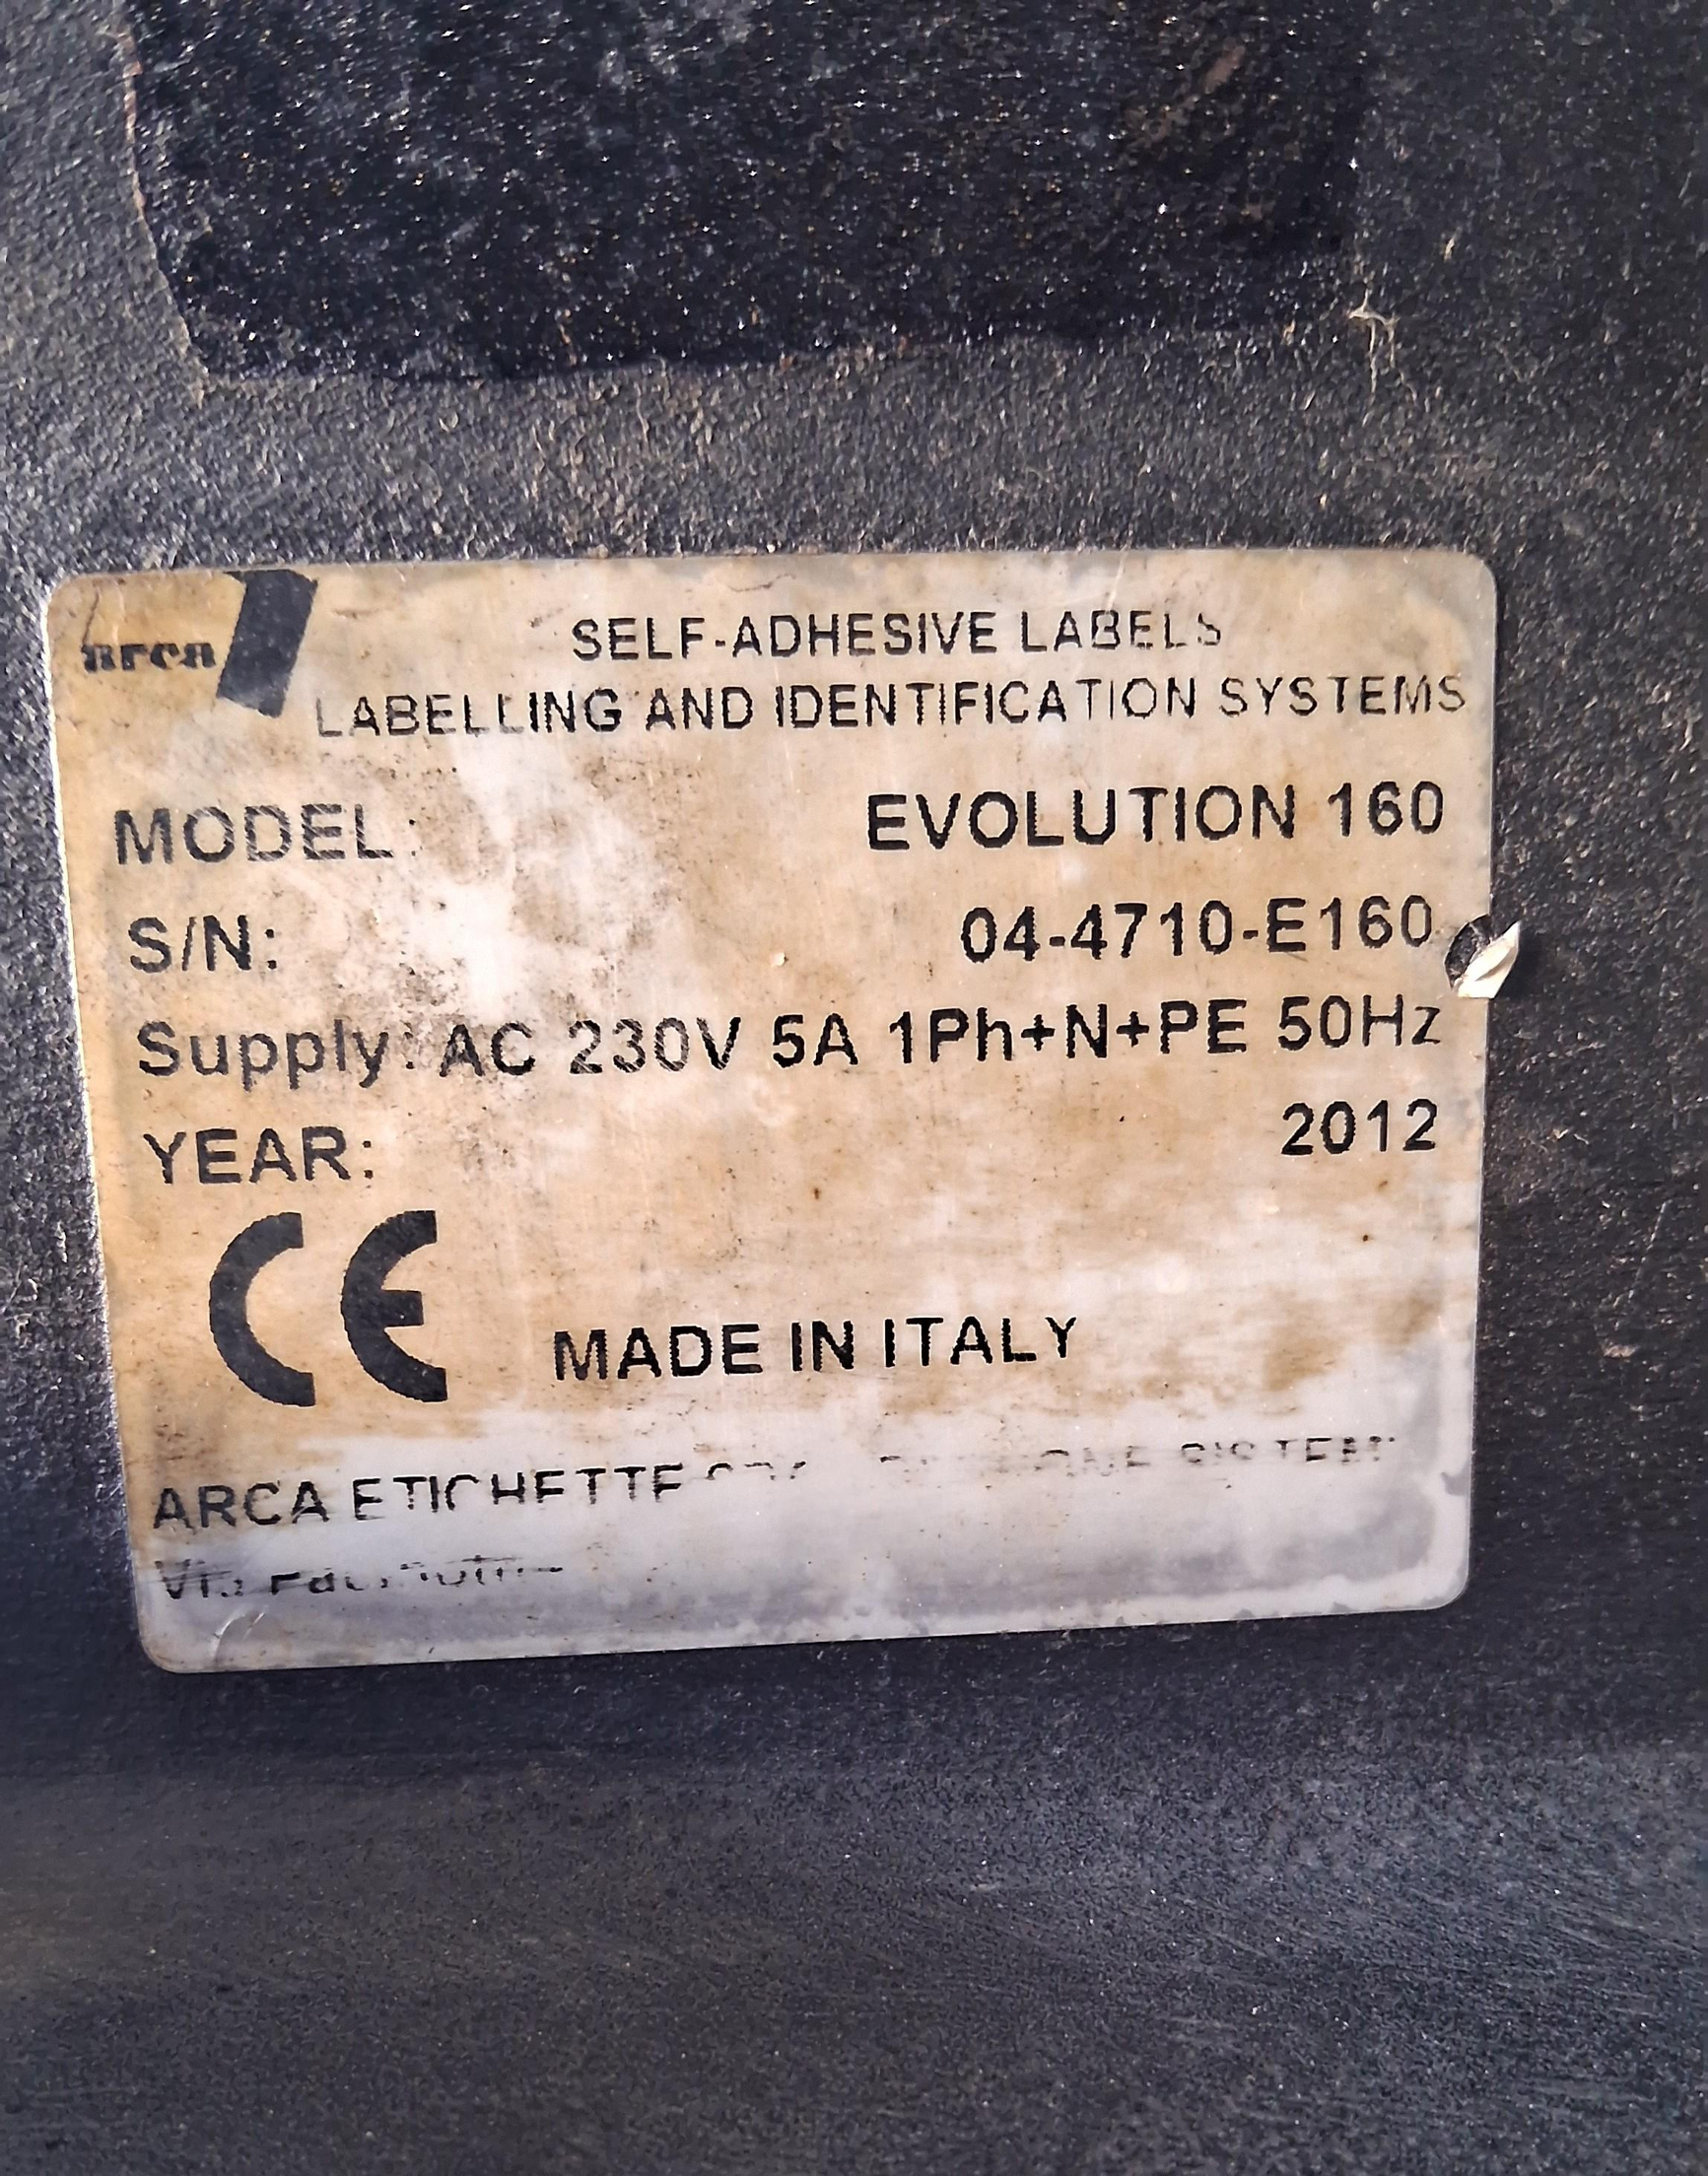 arca
SELF-ADHESIVE LABELS
LABELLING AND IDENTIFICATION SYSTEMS
MODEL: EVOLUTION 160
S/N: 04-4710-E160
Supply: AC 230V 5A 1Ph+N+PE 50Hz
YEAR: 2012
CE MADE IN ITALY
ARCA ETICHETTE